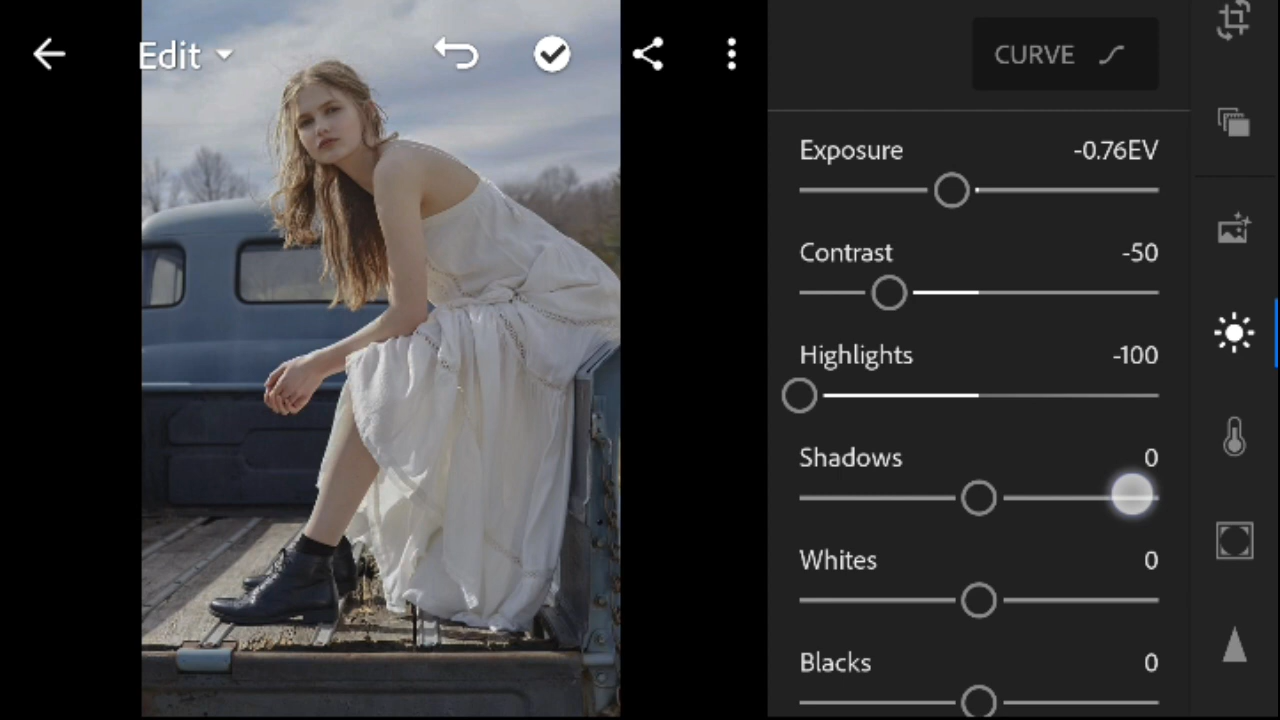 Edit
CURVE
Exposure -0.76EV
Contrast -50
Highlights -100
Shadows 0
Whites 0
Blacks 0